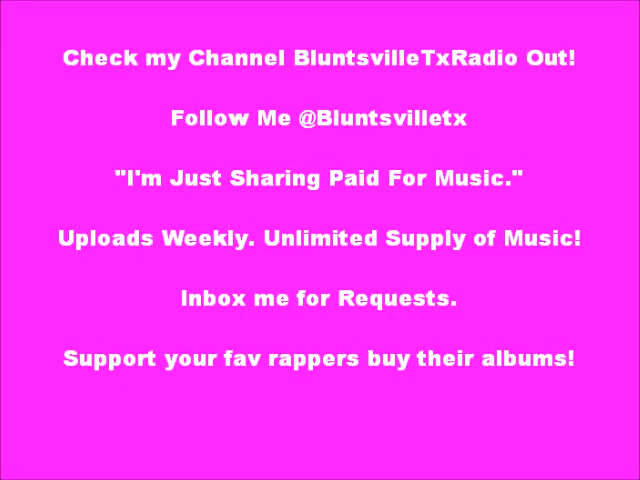 Check my Channel BluntsvilleTxRadio Out!
Follow Me @Bluntsvilletx
"I'm Just Sharing Paid For Music."
Uploads Weekly. Unlimited Supply of Music!
Inbox me for Requests.
Support your fav rappers buy their albums!